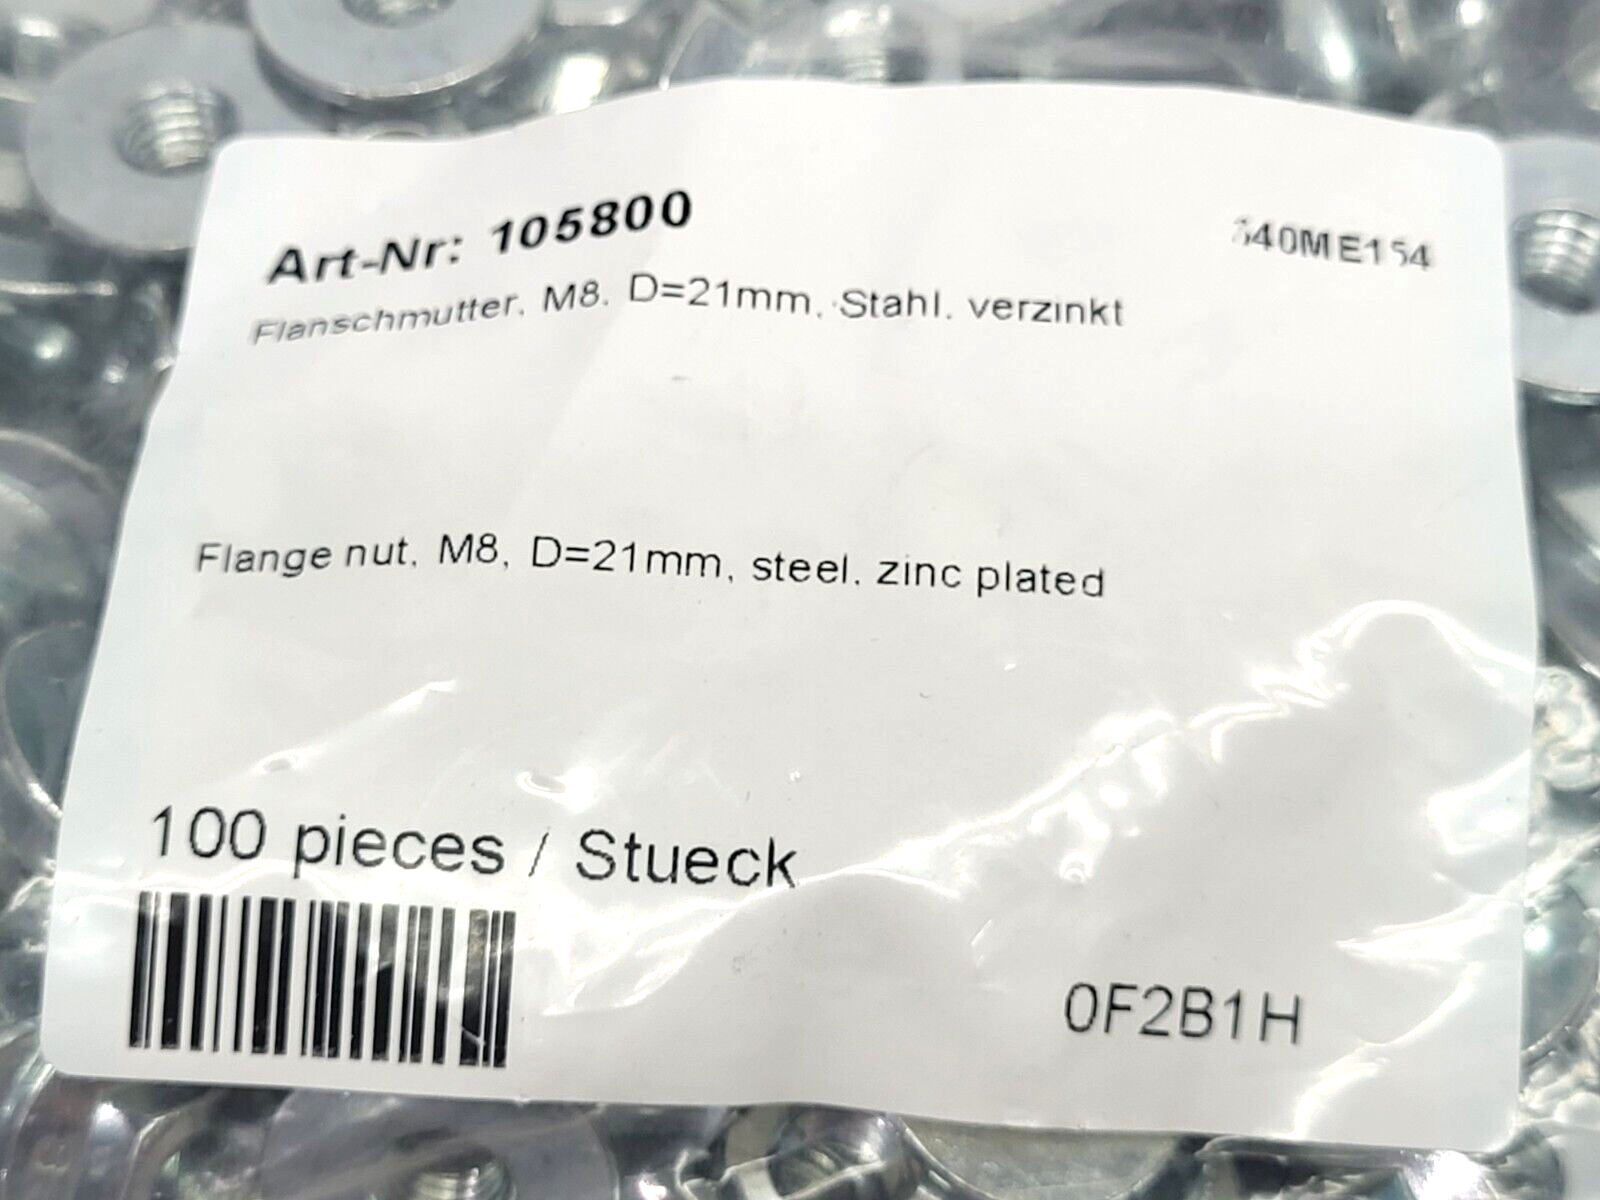 Art-Nr: 105800
Flanschmutter, M8, D=21mm, Stahl, verzinkt
Flange nut, M8, D=21mm, steel, zinc plated
100 pieces / Stueck
0F2B1H